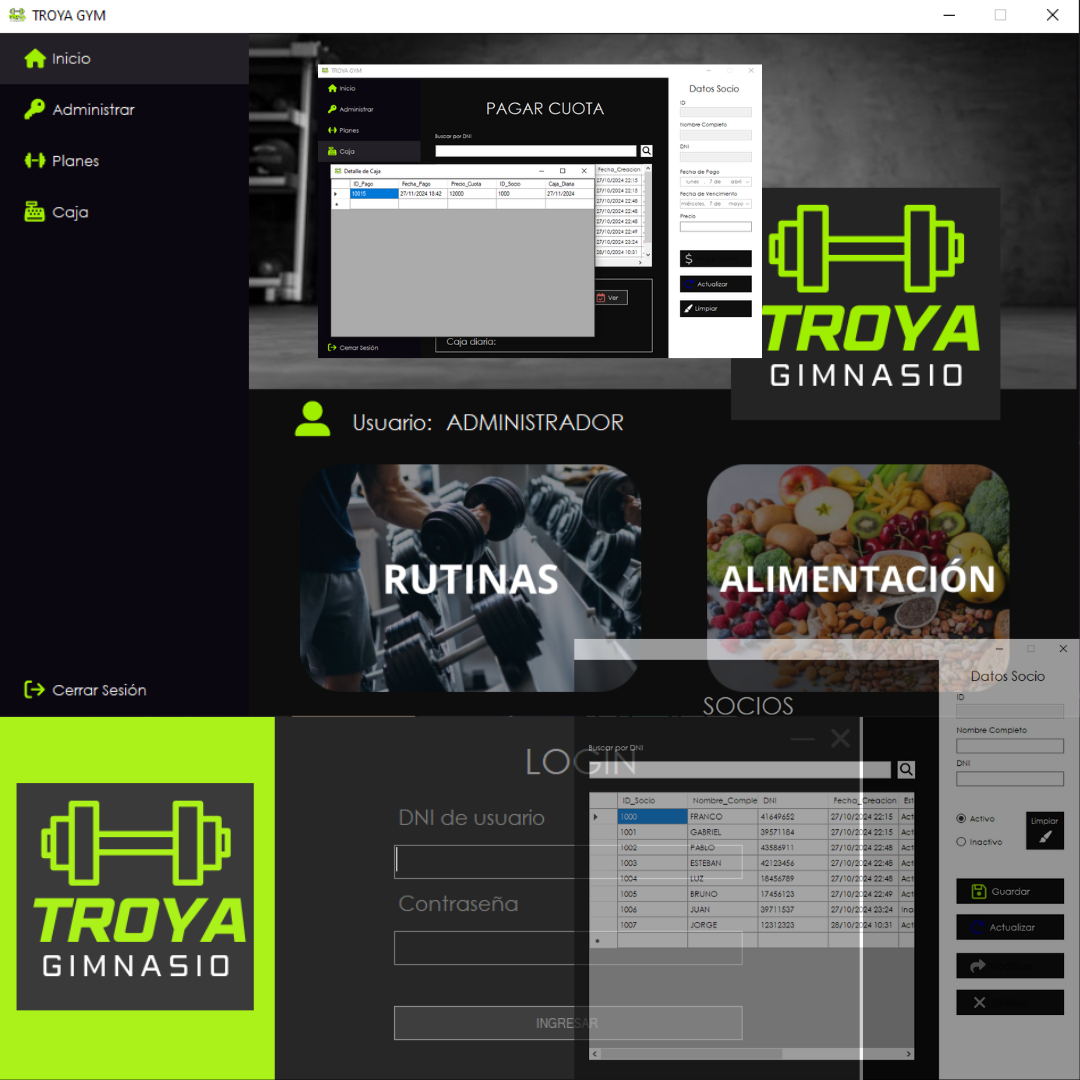 TROYA GYM
Inicio
Administrar
Planes
Caja
Cerrar Sesión
TROYA GYM
Inicio
Administrar
Planes
Caja
Cerrar Sesión
PAGAR CUOTA
Buscar por DNI
Detalle de Caja
ID_Pago Fecha_Pago Precio_Cuota ID_Socio Caja_Diaria
10015 27/11/2024 18:42 12000 1000 27/11/2024
Fecha_Creacion
27/10/2024 22:15
27/10/2024 22:15
27/10/2024 22:48
27/10/2024 22:48
27/10/2024 22:48
27/10/2024 22:49
27/10/2024 23:24
28/10/2024 10:31
Ver
Caja diaria:
Datos Socio
ID
Nombre Completo
DNI
Fecha de Pago
lunes , 7 de abril
Fecha de Vencimiento
miércoles, 7 de mayo
Precio
$
Actualizar
Limpiar
TROYA
GIMNASIO
Usuario: ADMINISTRADOR
RUTINAS
ALIMENTACIÓN
TROYA
GIMNASIO
LOGIN
DNI de usuario
Contraseña
INGRESAR
SOCIOS
Buscar por DNI
ID_Socio Nombre_Comple DNI Fecha_Creacion Est
1000 FRANCO 41649652 27/10/2024 22:15 Act
1001 GABRIEL 39571184 27/10/2024 22:15 Act
1002 PABLO 43586911 27/10/2024 22:48 Act
1003 ESTEBAN 42123456 27/10/2024 22:48 Act
1004 LUZ 18456789 27/10/2024 22:48 Act
1005 BRUNO 17456123 27/10/2024 22:49 Act
1006 JUAN 39711537 27/10/2024 23:24 Ina
1007 JORGE 12312323 28/10/2024 10:31 Act
Datos Socio
ID
Nombre Completo
DNI
Activo
Inactivo
Limpiar
Guardar
Actualizar